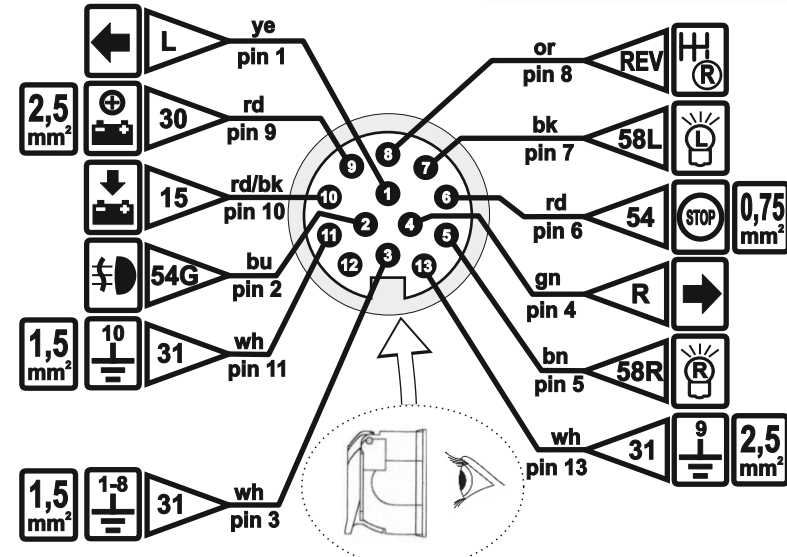 L
ye
pin 1
2,5
mm²
30
rd
pin 9
15
rd/bk
pin 10
54G
bu
pin 2
1,5
mm²
10
31
wh
pin 11
1,5
mm²
1-8
31
wh
pin 3
or
pin 8
REV
R
bk
pin 7
58L
L
rd
pin 6
54
STOP
0,75
mm²
gn
pin 4
R
bn
pin 5
58R
R
wh
pin 13
31
9
2,5
mm²
8
9
7
1
10
6
2
4
11
5
3
12
13